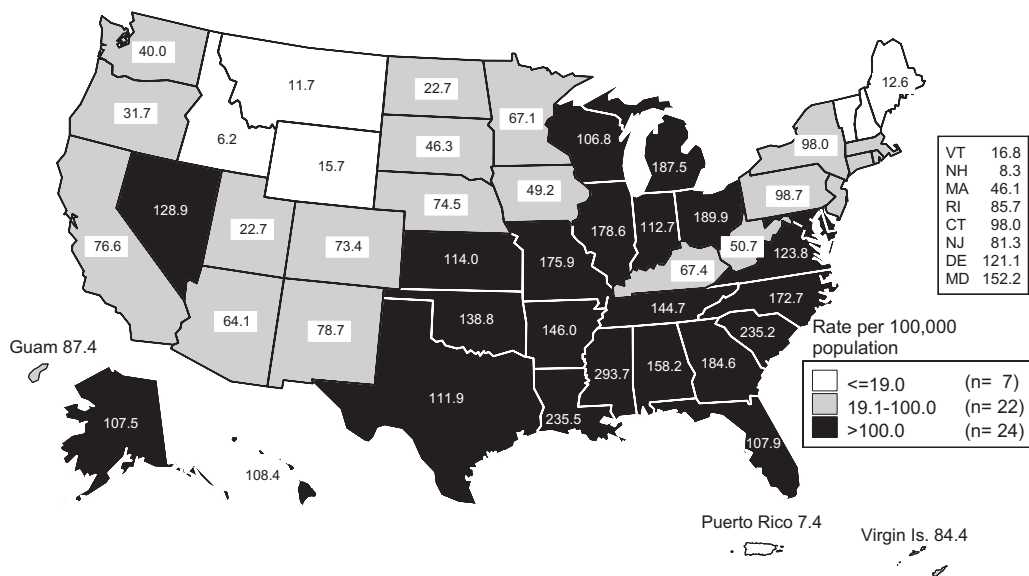 40.0
11.7
22.7
67.1
12.6
31.7
6.2
46.3
106.8
98.0
15.7
187.5
VT 16.8
NH 8.3
MA 46.1
RI 85.7
CT 98.0
NJ 81.3
DE 121.1
MD 152.2
128.9
74.5
49.2
98.7
76.6
22.7
73.4
178.6
112.7
189.9
50.7
123.8
114.0
175.9
67.4
64.1
78.7
138.8
146.0
144.7
172.7
235.2
Guam 87.4
111.9
293.7
158.2
184.6
235.5
107.9
107.5
108.4
Rate per 100,000
population
<=19.0 (n= 7)
19.1-100.0 (n= 22)
>100.0 (n= 24)
Puerto Rico 7.4
Virgin Is. 84.4